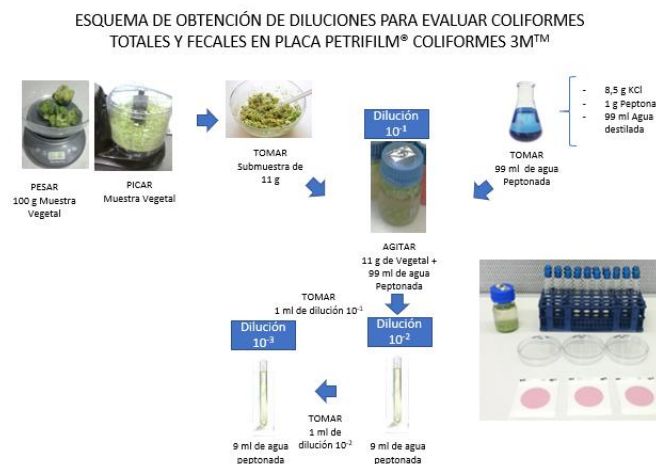 ESQUEMA DE OBTENCIÓN DE DILUCIONES PARA EVALUAR COLIFORMES
TOTALES Y FECALES EN PLACA PETRIFILM® COLIFORMES 3M™
PESAR
100 g Muestra
Vegetal
PICAR
Muestra Vegetal
TOMAR
Submuestra de
11 g
Dilución
10⁻¹
AGITAR
11 g de Vegetal +
99 ml de agua
Peptonada
TOMAR
99 ml de agua
Peptonada
- 8,5 g KCl
- 1 g Peptona
- 99 ml Agua
destilada
TOMAR
1 ml de dilución 10⁻¹
Dilución
10⁻³
Dilución
10⁻²
TOMAR
1 ml de
dilución 10⁻²
9 ml de agua
peptonada
9 ml de agua
peptonada